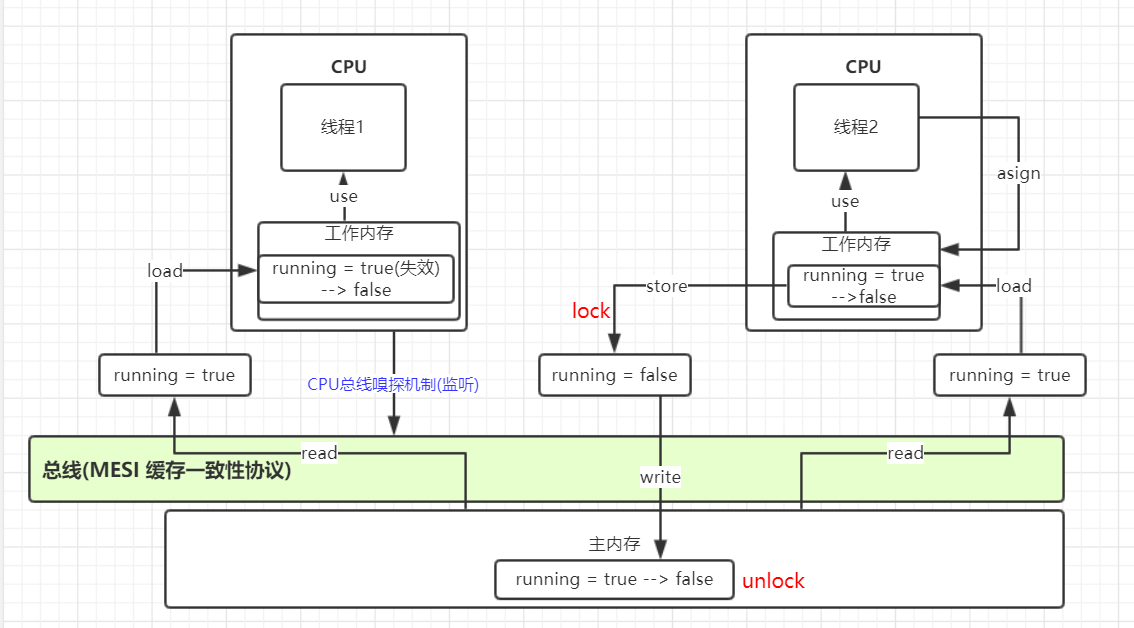 CPU
线程1
use
工作内存
running = true(失效)
--> false
load
running = true
CPU总线嗅探机制(监听)
CPU
线程2
use
asign
工作内存
running = true
-->false
load
store
lock
running = false
running = true
总线(MESI 缓存一致性协议)
read
write
read
主内存
running = true --> false
unlock